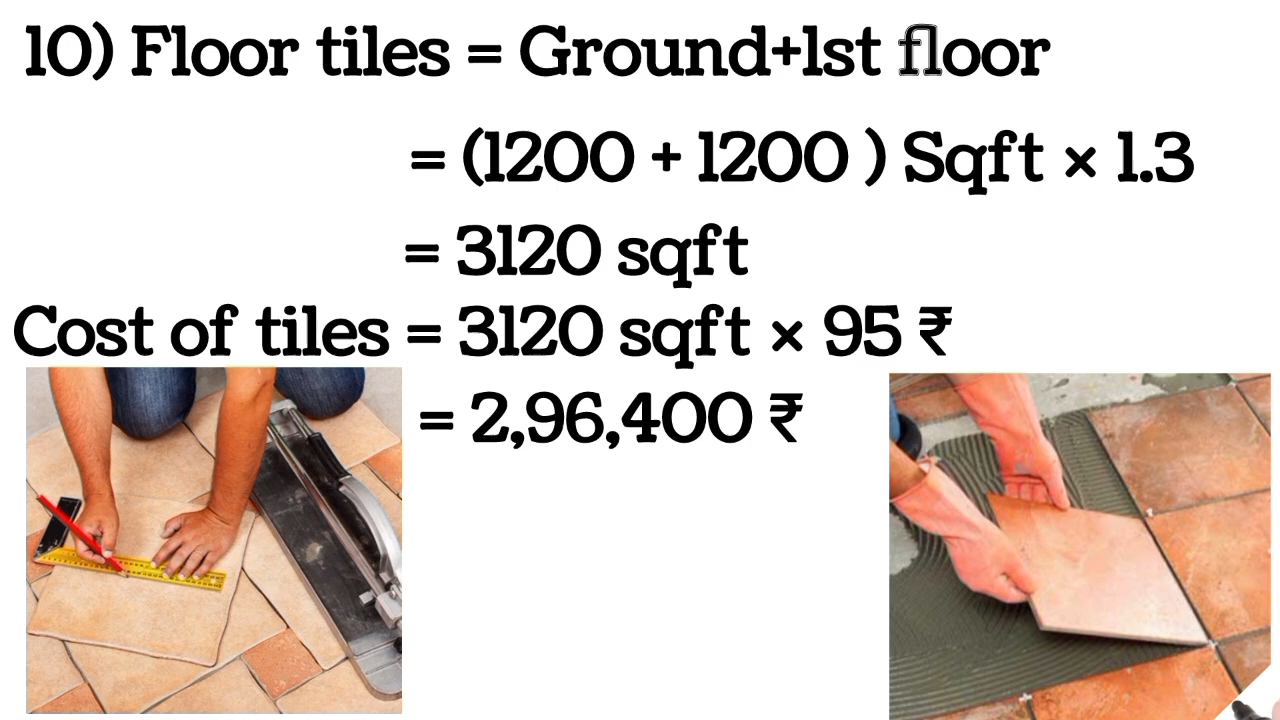 10) Floor tiles = Ground+1st floor
= (1200 + 1200 ) Sqft × 1.3
= 3120 sqft
Cost of tiles = 3120 sqft × 95 ₹
= 2,96,400 ₹